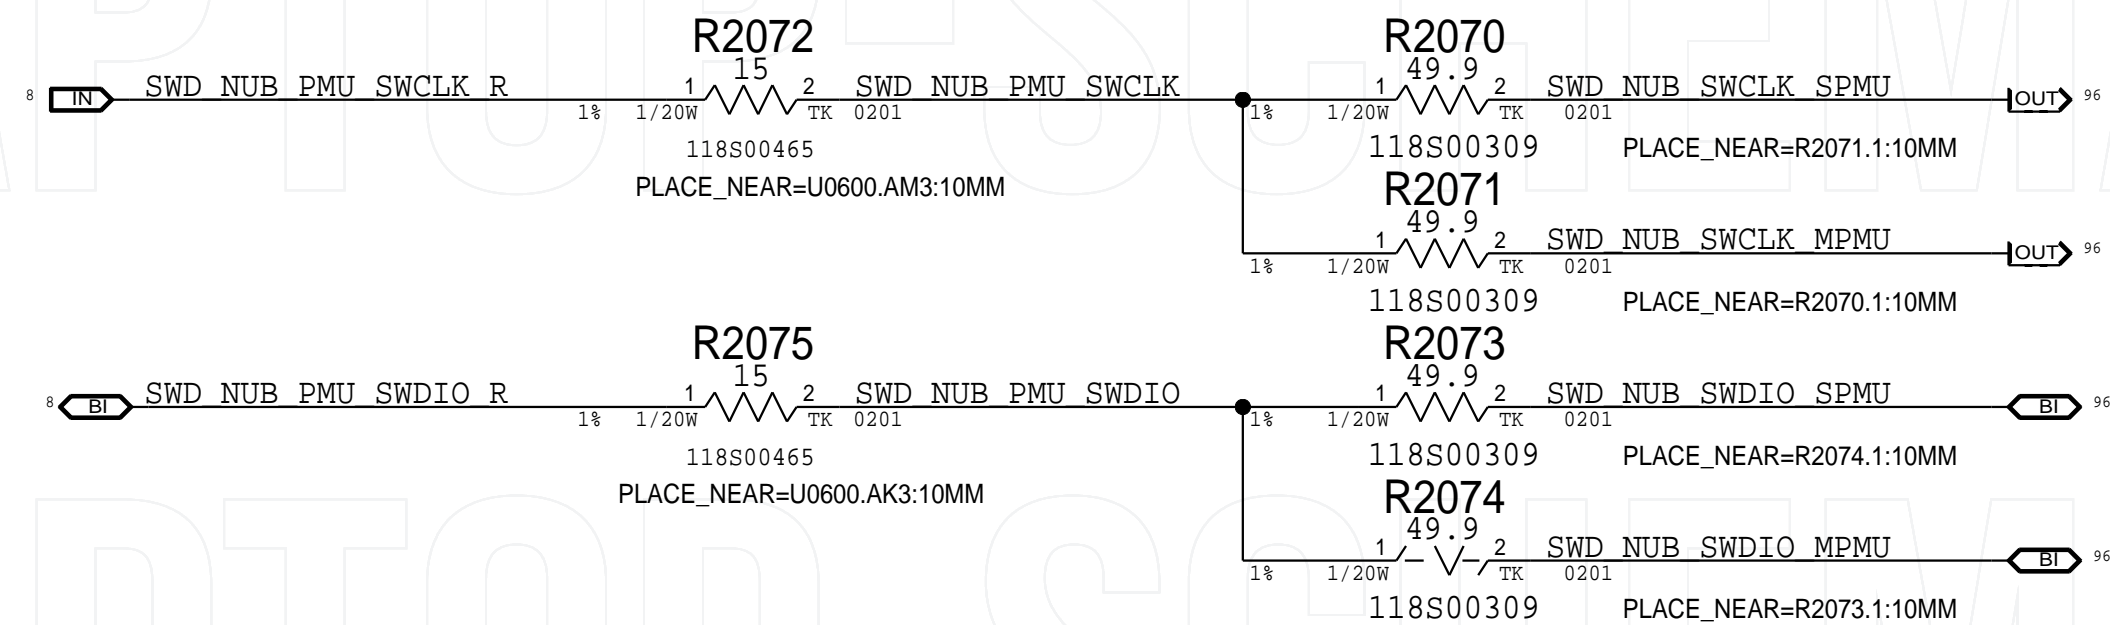 R2072
15
8 IN SWD_NUB_PMU_SWCLK_R 1 2 SWD_NUB_PMU_SWCLK
1% 1/20W TK 0201
118S00465
PLACE_NEAR=U0600.AM3:10MM
R2070
49.9
1 2 SWD_NUB_SWCLK_SPMU OUT 96
1% 1/20W TK 0201
118S00309 PLACE_NEAR=R2071.1:10MM
R2071
49.9
1 2 SWD_NUB_SWCLK_MPMU OUT 96
1% 1/20W TK 0201
118S00309 PLACE_NEAR=R2070.1:10MM
R2075
15
8 BI SWD_NUB_PMU_SWDIO_R 1 2 SWD_NUB_PMU_SWDIO
1% 1/20W TK 0201
118S00465
PLACE_NEAR=U0600.AK3:10MM
R2073
49.9
1 2 SWD_NUB_SWDIO_SPMU BI 96
1% 1/20W TK 0201
118S00309 PLACE_NEAR=R2074.1:10MM
R2074
49.9
1 2 SWD_NUB_SWDIO_MPMU BI 96
1% 1/20W TK 0201
118S00309 PLACE_NEAR=R2073.1:10MM